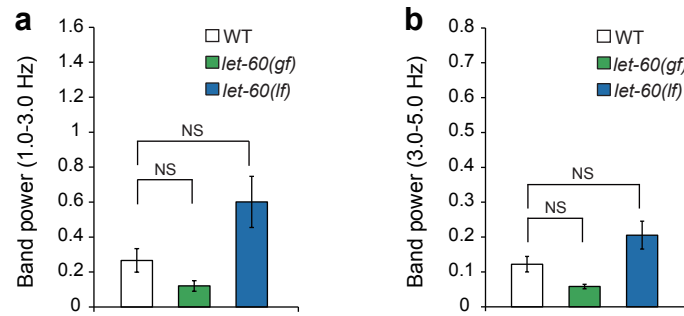 a
Band power (1.0-3.0 Hz)
1.6
1.4
1.2
1
0.8
0.6
0.4
0.2
0
WT
let-60(gf)
let-60(lf)
NS
NS
b
Band power (3.0-5.0 Hz)
0.8
0.7
0.6
0.5
0.4
0.3
0.2
0.1
0
WT
let-60(gf)
let-60(lf)
NS
NS